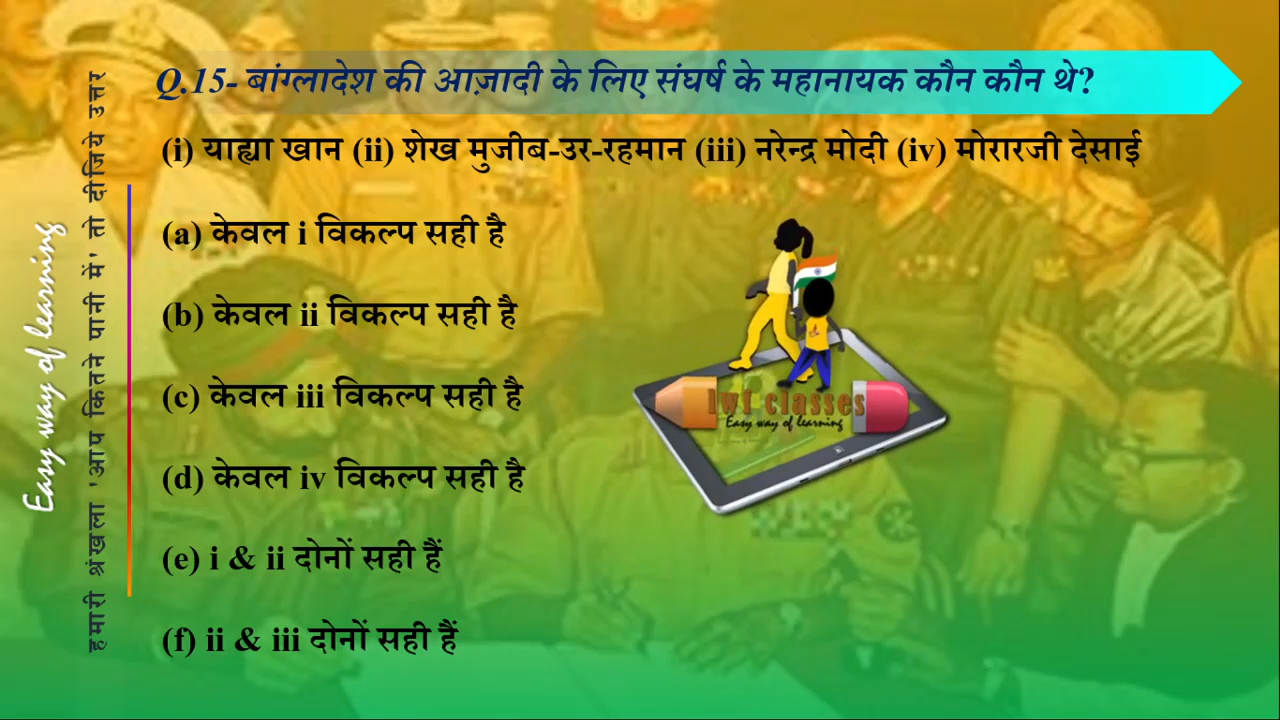 Q.15- बांग्लादेश की आज़ादी के लिए संघर्ष के महानायक कौन कौन थे?
(i) याह्या खान (ii) शेख मुजीब-उर-रहमान (iii) नरेन्द्र मोदी (iv) मोरारजी देसाई
(a) केवल i विकल्प सही है
(b) केवल ii विकल्प सही है
(c) केवल iii विकल्प सही है
(d) केवल iv विकल्प सही है
(e) i & ii दोनों सही हैं
(f) ii & iii दोनों सही हैं
Easy way of learning
हमारी श्रंखला 'आप कितने पानी में' तो दीजिये उत्तर
classes
Easy way of learning